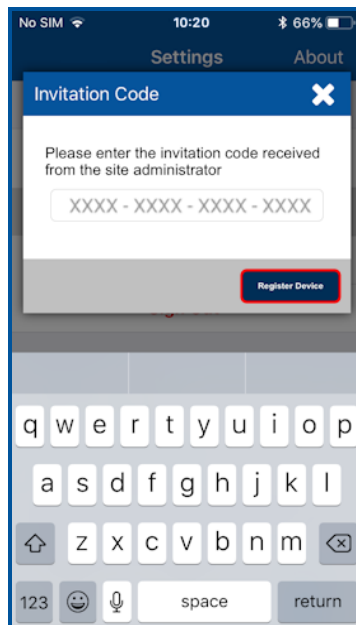 No SIM 10:20 66%
Settings About
Invitation Code
Please enter the invitation code received
from the site administrator
XXXX - XXXX - XXXX - XXXX
Register Device
q w e r t y u i o p
a s d f g h j k l
z x c v b n m
123 space return